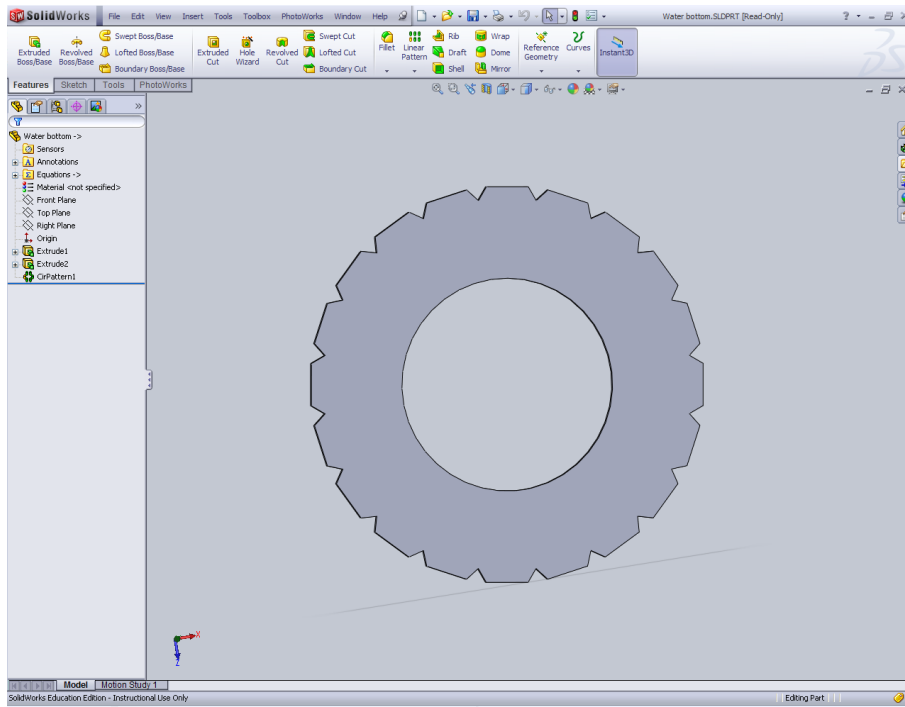 SolidWorks File Edit View Insert Tools Toolbox PhotoWorks Window Help Water bottom.SLDPRT [Read-Only] ?
Extruded Boss/Base
Revolved Boss/Base
Swept Boss/Base
Lofted Boss/Base
Boundary Boss/Base
Extruded Cut
Hole Wizard
Revolved Cut
Swept Cut
Lofted Cut
Boundary Cut
Fillet
Linear Pattern
Rib
Draft
Shell
Wrap
Dome
Mirror
Reference Geometry
Curves
Instant3D
Features Sketch Tools PhotoWorks
Water bottom ->
Sensors
Annotations
Equations ->
Material <not specified>
Front Plane
Top Plane
Right Plane
Origin
Extrude1
Extrude2
CirPattern1
X
Z
Model Motion Study 1
SolidWorks Education Edition - Instructional Use Only Editing Part